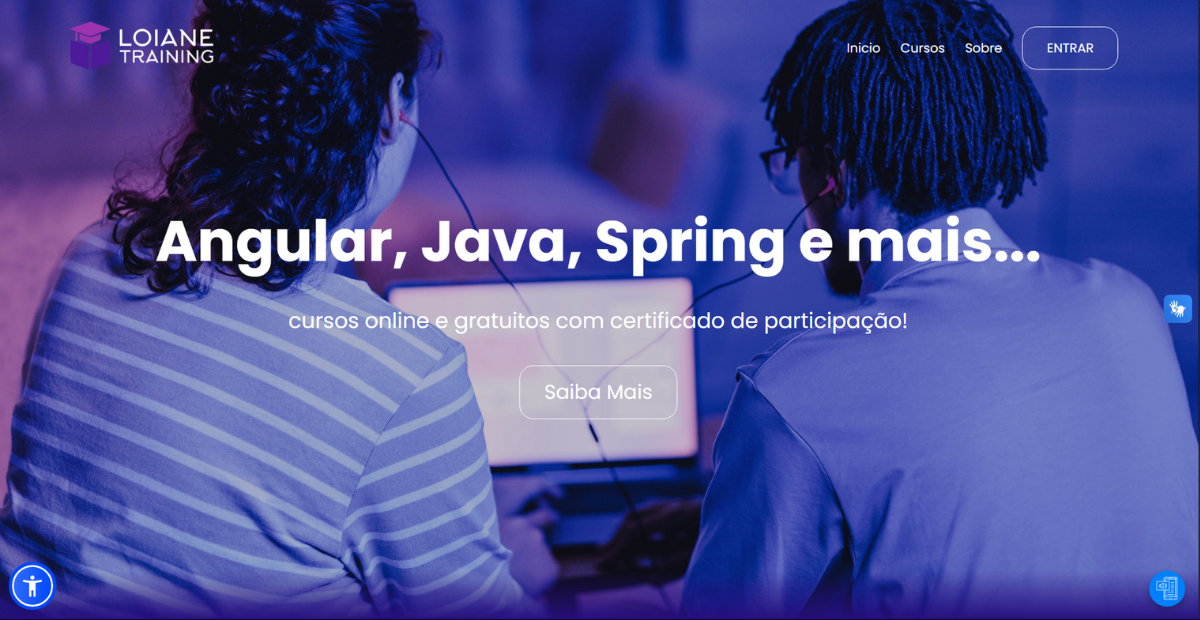 LOIANE
TRAINING
Inicio
Cursos
Sobre
ENTRAR
Angular, Java, Spring e mais...
cursos online e gratuitos com certificado de participação!
Saiba Mais